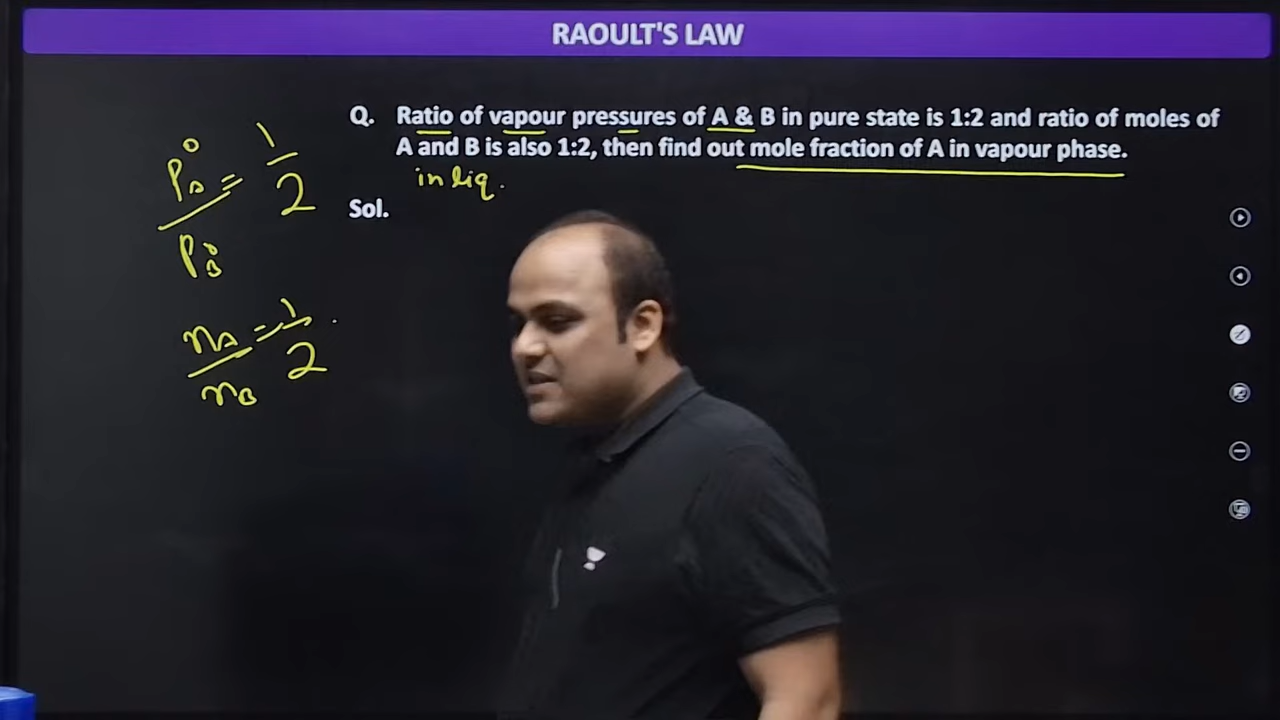 RAOULT'S LAW
Q. Ratio of vapour pressures of A & B in pure state is 1:2 and ratio of moles of
A and B is also 1:2, then find out mole fraction of A in vapour phase.
in liq.
Sol.
P°A / P°B = 1/2
nA / nB = 1/2